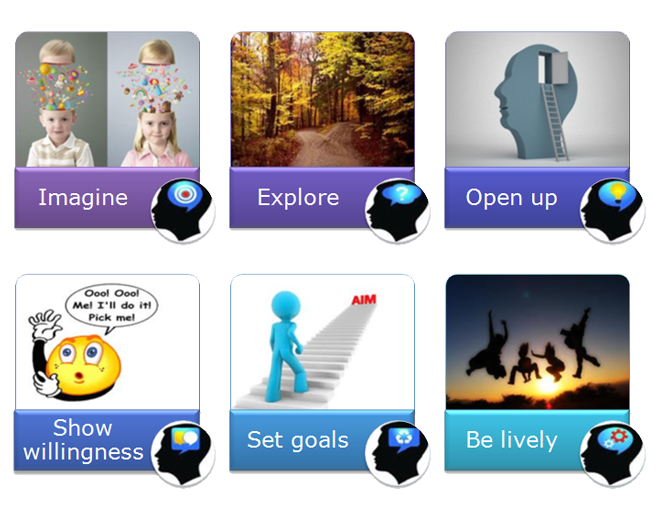 Imagine
Explore
Open up
?
Ooo! Ooo!
Me! I'll do it!
Pick me!
AIM
Show
willingness
Set goals
Be lively